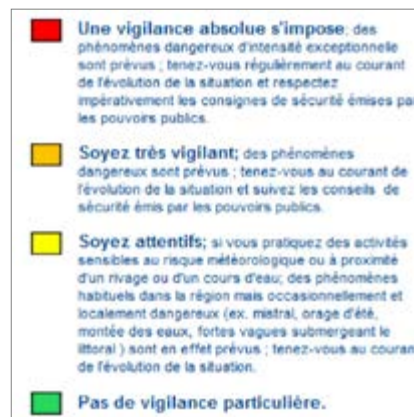 Une vigilance absolue s'impose; des
phénomènes dangereux d'intensité exceptionnelle
sont prévus ; tenez-vous régulièrement au courant
de l'évolution de la situation et respectez
impérativement les consignes de sécurité émises par
les pouvoirs publics.
Soyez très vigilant; des phénomènes
dangereux sont prévus ; tenez-vous au courant de
l'évolution de la situation et suivez les conseils de
sécurité émis par les pouvoirs publics.
Soyez attentifs; si vous pratiquez des activités
sensibles au risque météorologique ou à proximité
d'un rivage ou d'un cours d'eau; des phénomènes
habituels dans la région mais occasionnellement et
localement dangereux (ex. mistral, orage d'été,
montée des eaux, fortes vagues submergeant le
littoral ) sont en effet prévus ; tenez-vous au courant
de l'évolution de la situation.
Pas de vigilance particulière.